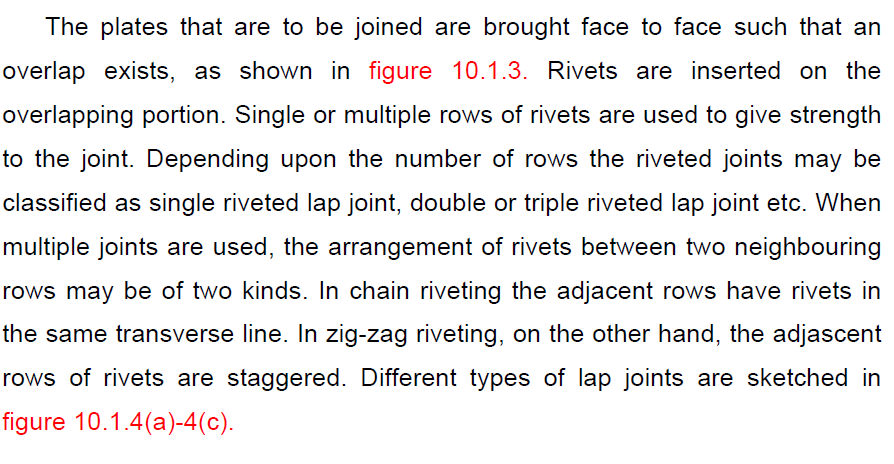 The plates that are to be joined are brought face to face such that an
overlap exists, as shown in figure 10.1.3. Rivets are inserted on the
overlapping portion. Single or multiple rows of rivets are used to give strength
to the joint. Depending upon the number of rows the riveted joints may be
classified as single riveted lap joint, double or triple riveted lap joint etc. When
multiple joints are used, the arrangement of rivets between two neighbouring
rows may be of two kinds. In chain riveting the adjacent rows have rivets in
the same transverse line. In zig-zag riveting, on the other hand, the adjascent
rows of rivets are staggered. Different types of lap joints are sketched in
figure 10.1.4(a)-4(c).